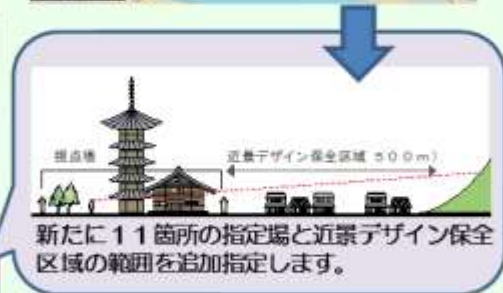 視点場
近景デザイン保全区域 500m)
新たに11箇所の指定場と近景デザイン保全
区域の範囲を追加指定します。